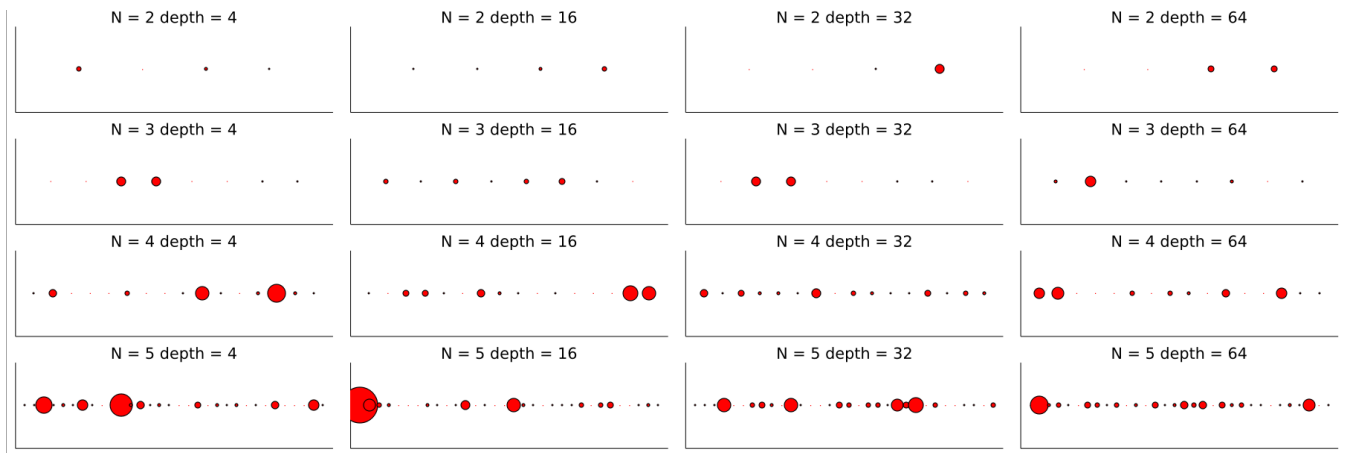 N = 2 depth = 4
N = 2 depth = 16
N = 2 depth = 32
N = 2 depth = 64
N = 3 depth = 4
N = 3 depth = 16
N = 3 depth = 32
N = 3 depth = 64
N = 4 depth = 4
N = 4 depth = 16
N = 4 depth = 32
N = 4 depth = 64
N = 5 depth = 4
N = 5 depth = 16
N = 5 depth = 32
N = 5 depth = 64